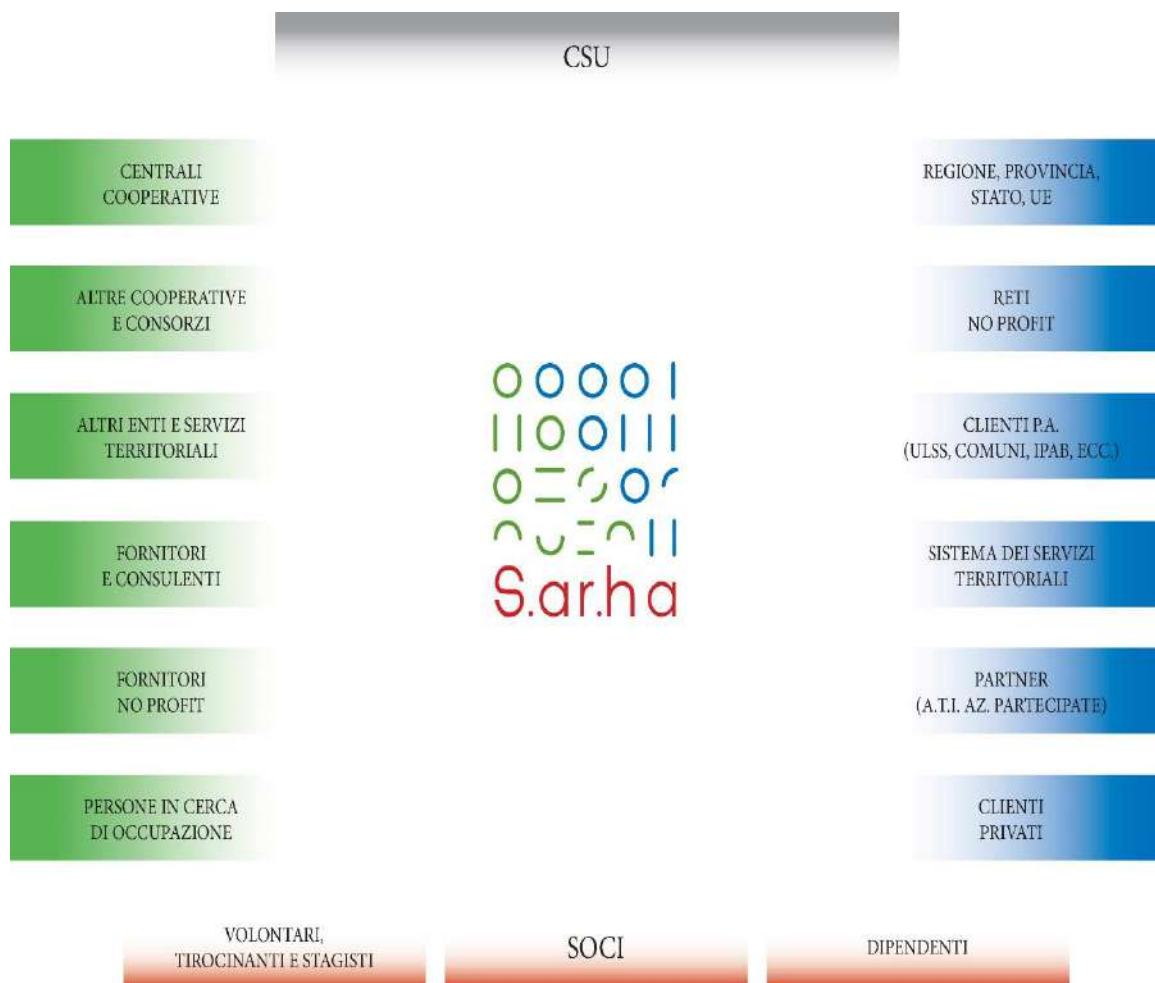 CSU
CENTRALI
COOPERATIVE
ALTRE COOPERATIVE
E CONSORZI
ALTRI ENTI E SERVIZI
TERRITORIALI
FORNITORI
E CONSULENTI
FORNITORI
NO PROFIT
PERSONE IN CERCA
DI OCCUPAZIONE
S.ar.ha
REGIONE, PROVINCIA,
STATO, UE
RETI
NO PROFIT
CLIENTI P.A.
(ULSS, COMUNI, IPAB, ECC.)
SISTEMA DEI SERVIZI
TERRITORIALI
PARTNER
(A.T.I. AZ. PARTECIPATE)
CLIENTI
PRIVATI
VOLONTARI,
TIROCINANTI E STAGISTI
SOCI
DIPENDENTI